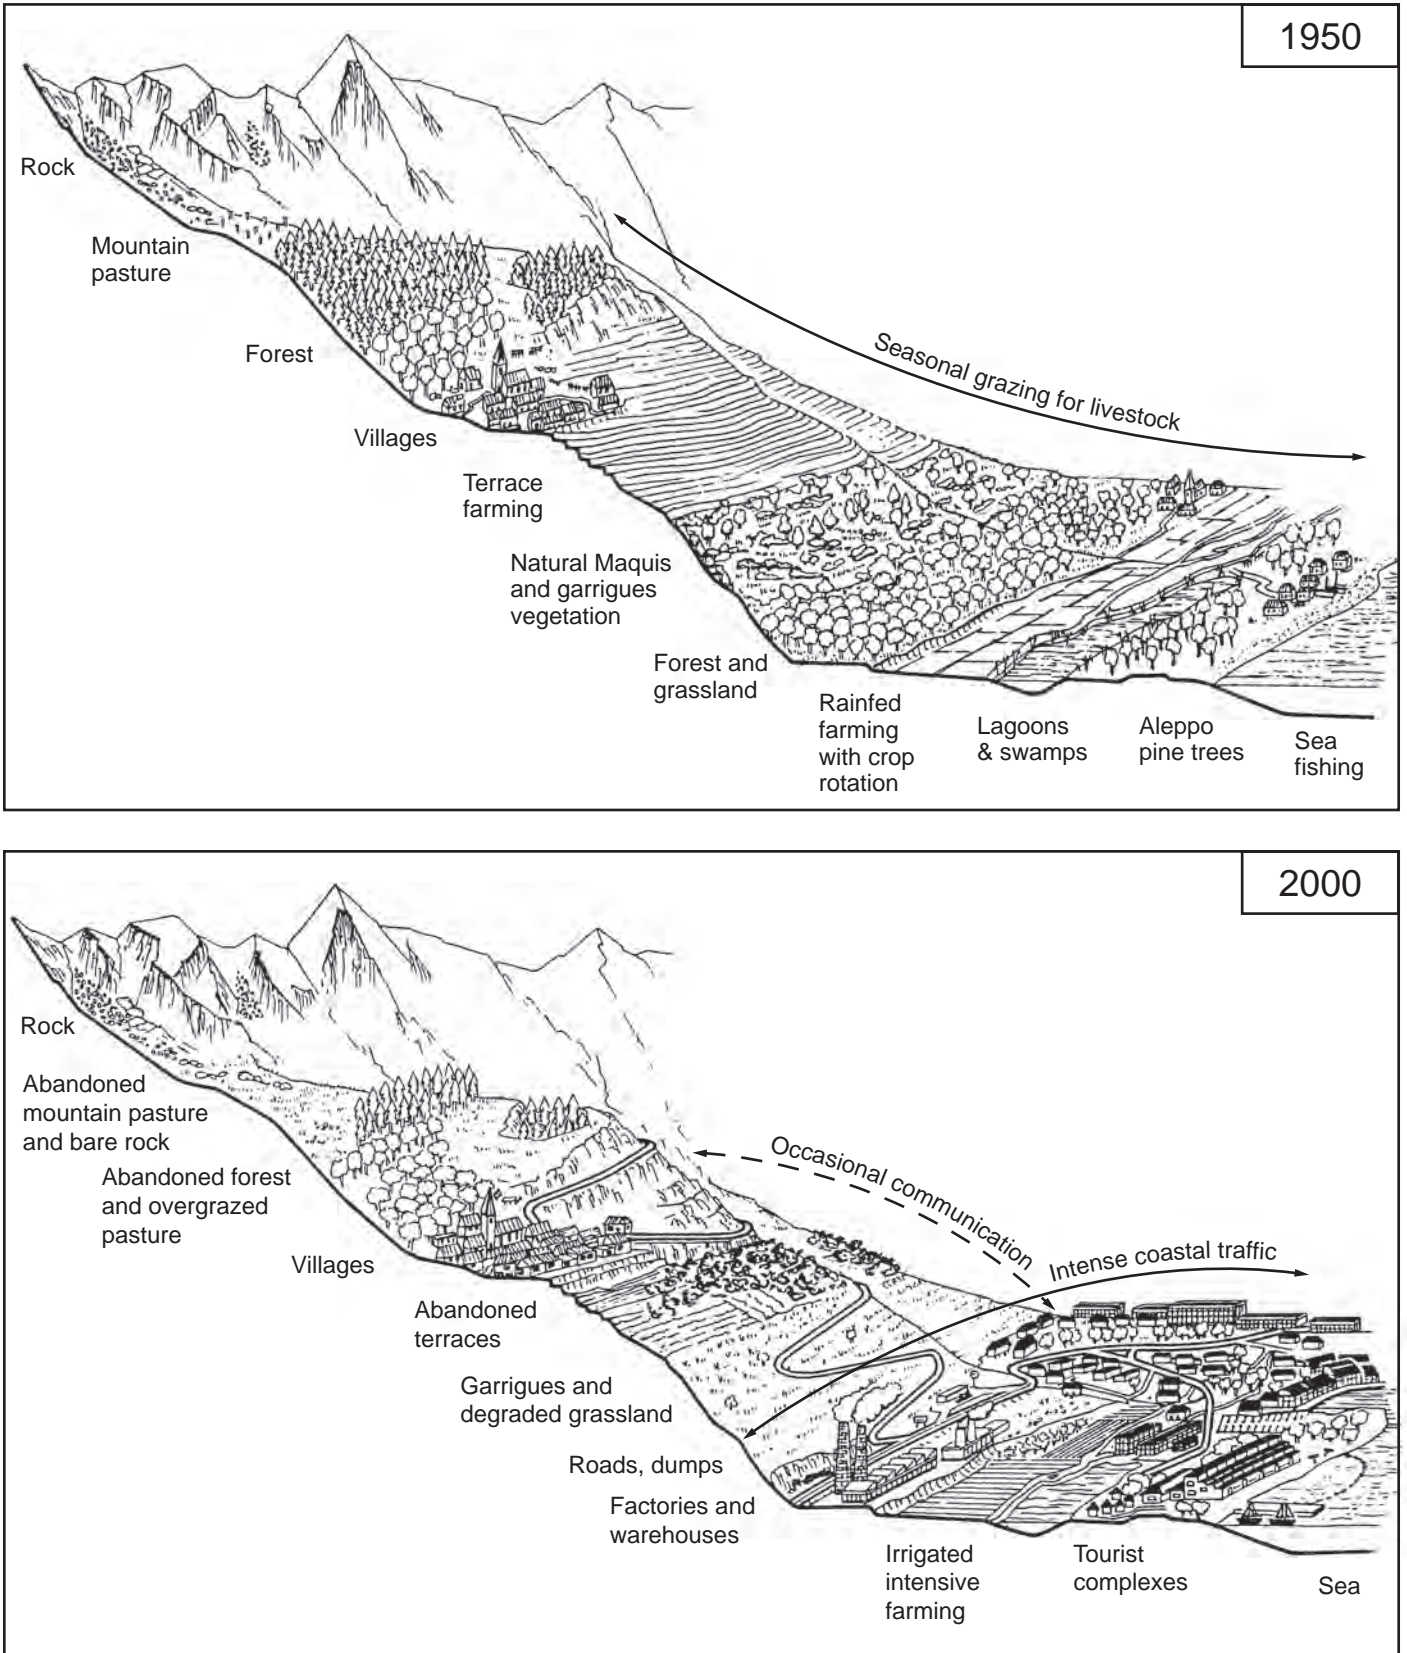 1950
Rock
Mountain
pasture
Forest
Seasonal grazing for livestock
Villages
Terrace
farming
Natural Maquis
and garrigues
vegetation
Forest and
grassland
Rainfed
farming
with crop
rotation
Lagoons
& swamps
Aleppo
pine trees
Sea
fishing
2000
Rock
Abandoned
mountain pasture
and bare rock
Abandoned forest
and overgrazed
pasture
Occasional communication
Intense coastal traffic
Villages
Abandoned
terraces
Garrigues and
degraded grassland
Roads, dumps
Factories and
warehouses
Irrigated
intensive
farming
Tourist
complexes
Sea